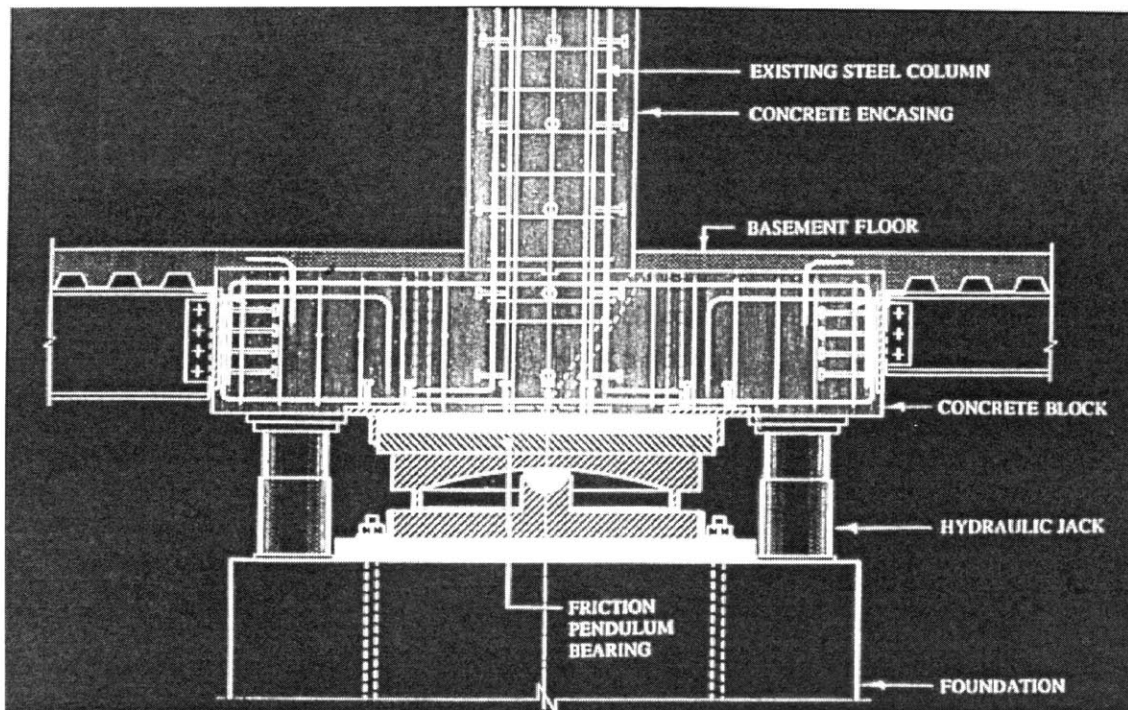 EXISTING STEEL COLUMN
CONCRETE ENCASING
BASEMENT FLOOR
CONCRETE BLOCK
HYDRAULIC JACK
FRICTION
PENDULUM
BEARING
FOUNDATION